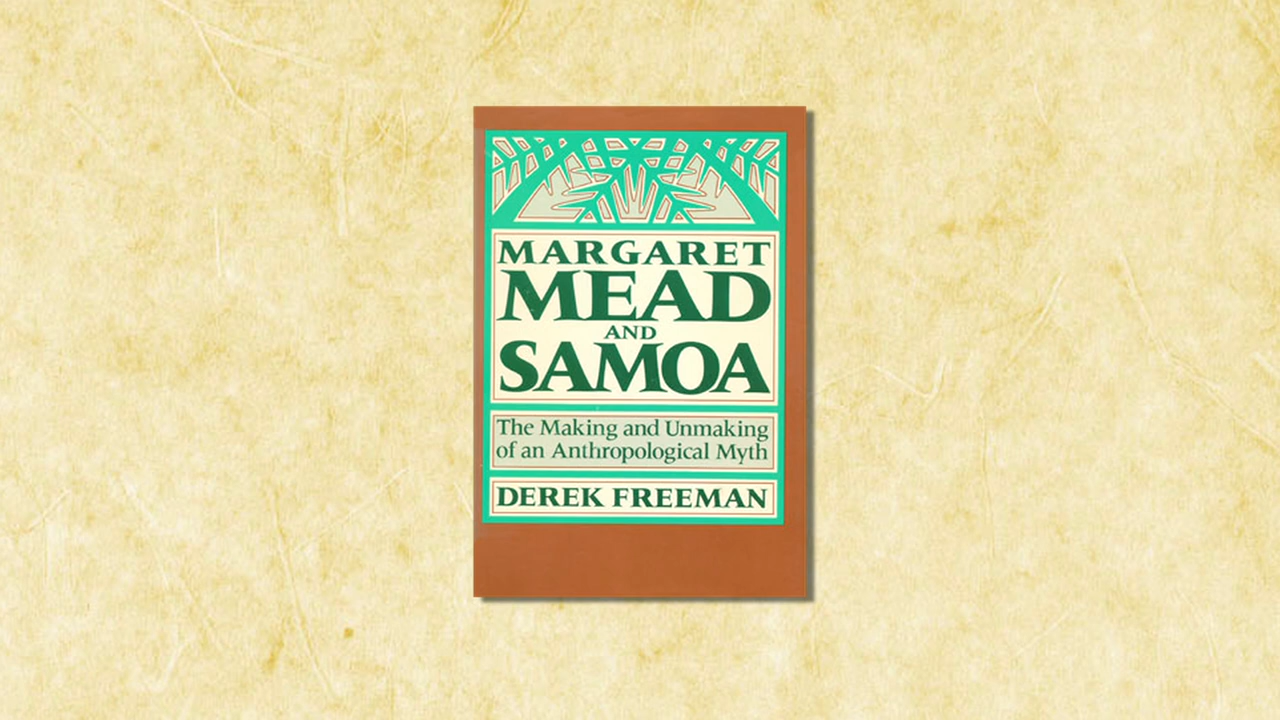 MARGARET
MEAD
AND
SAMOA
The Making and Unmaking
of an Anthropological Myth
DEREK FREEMAN